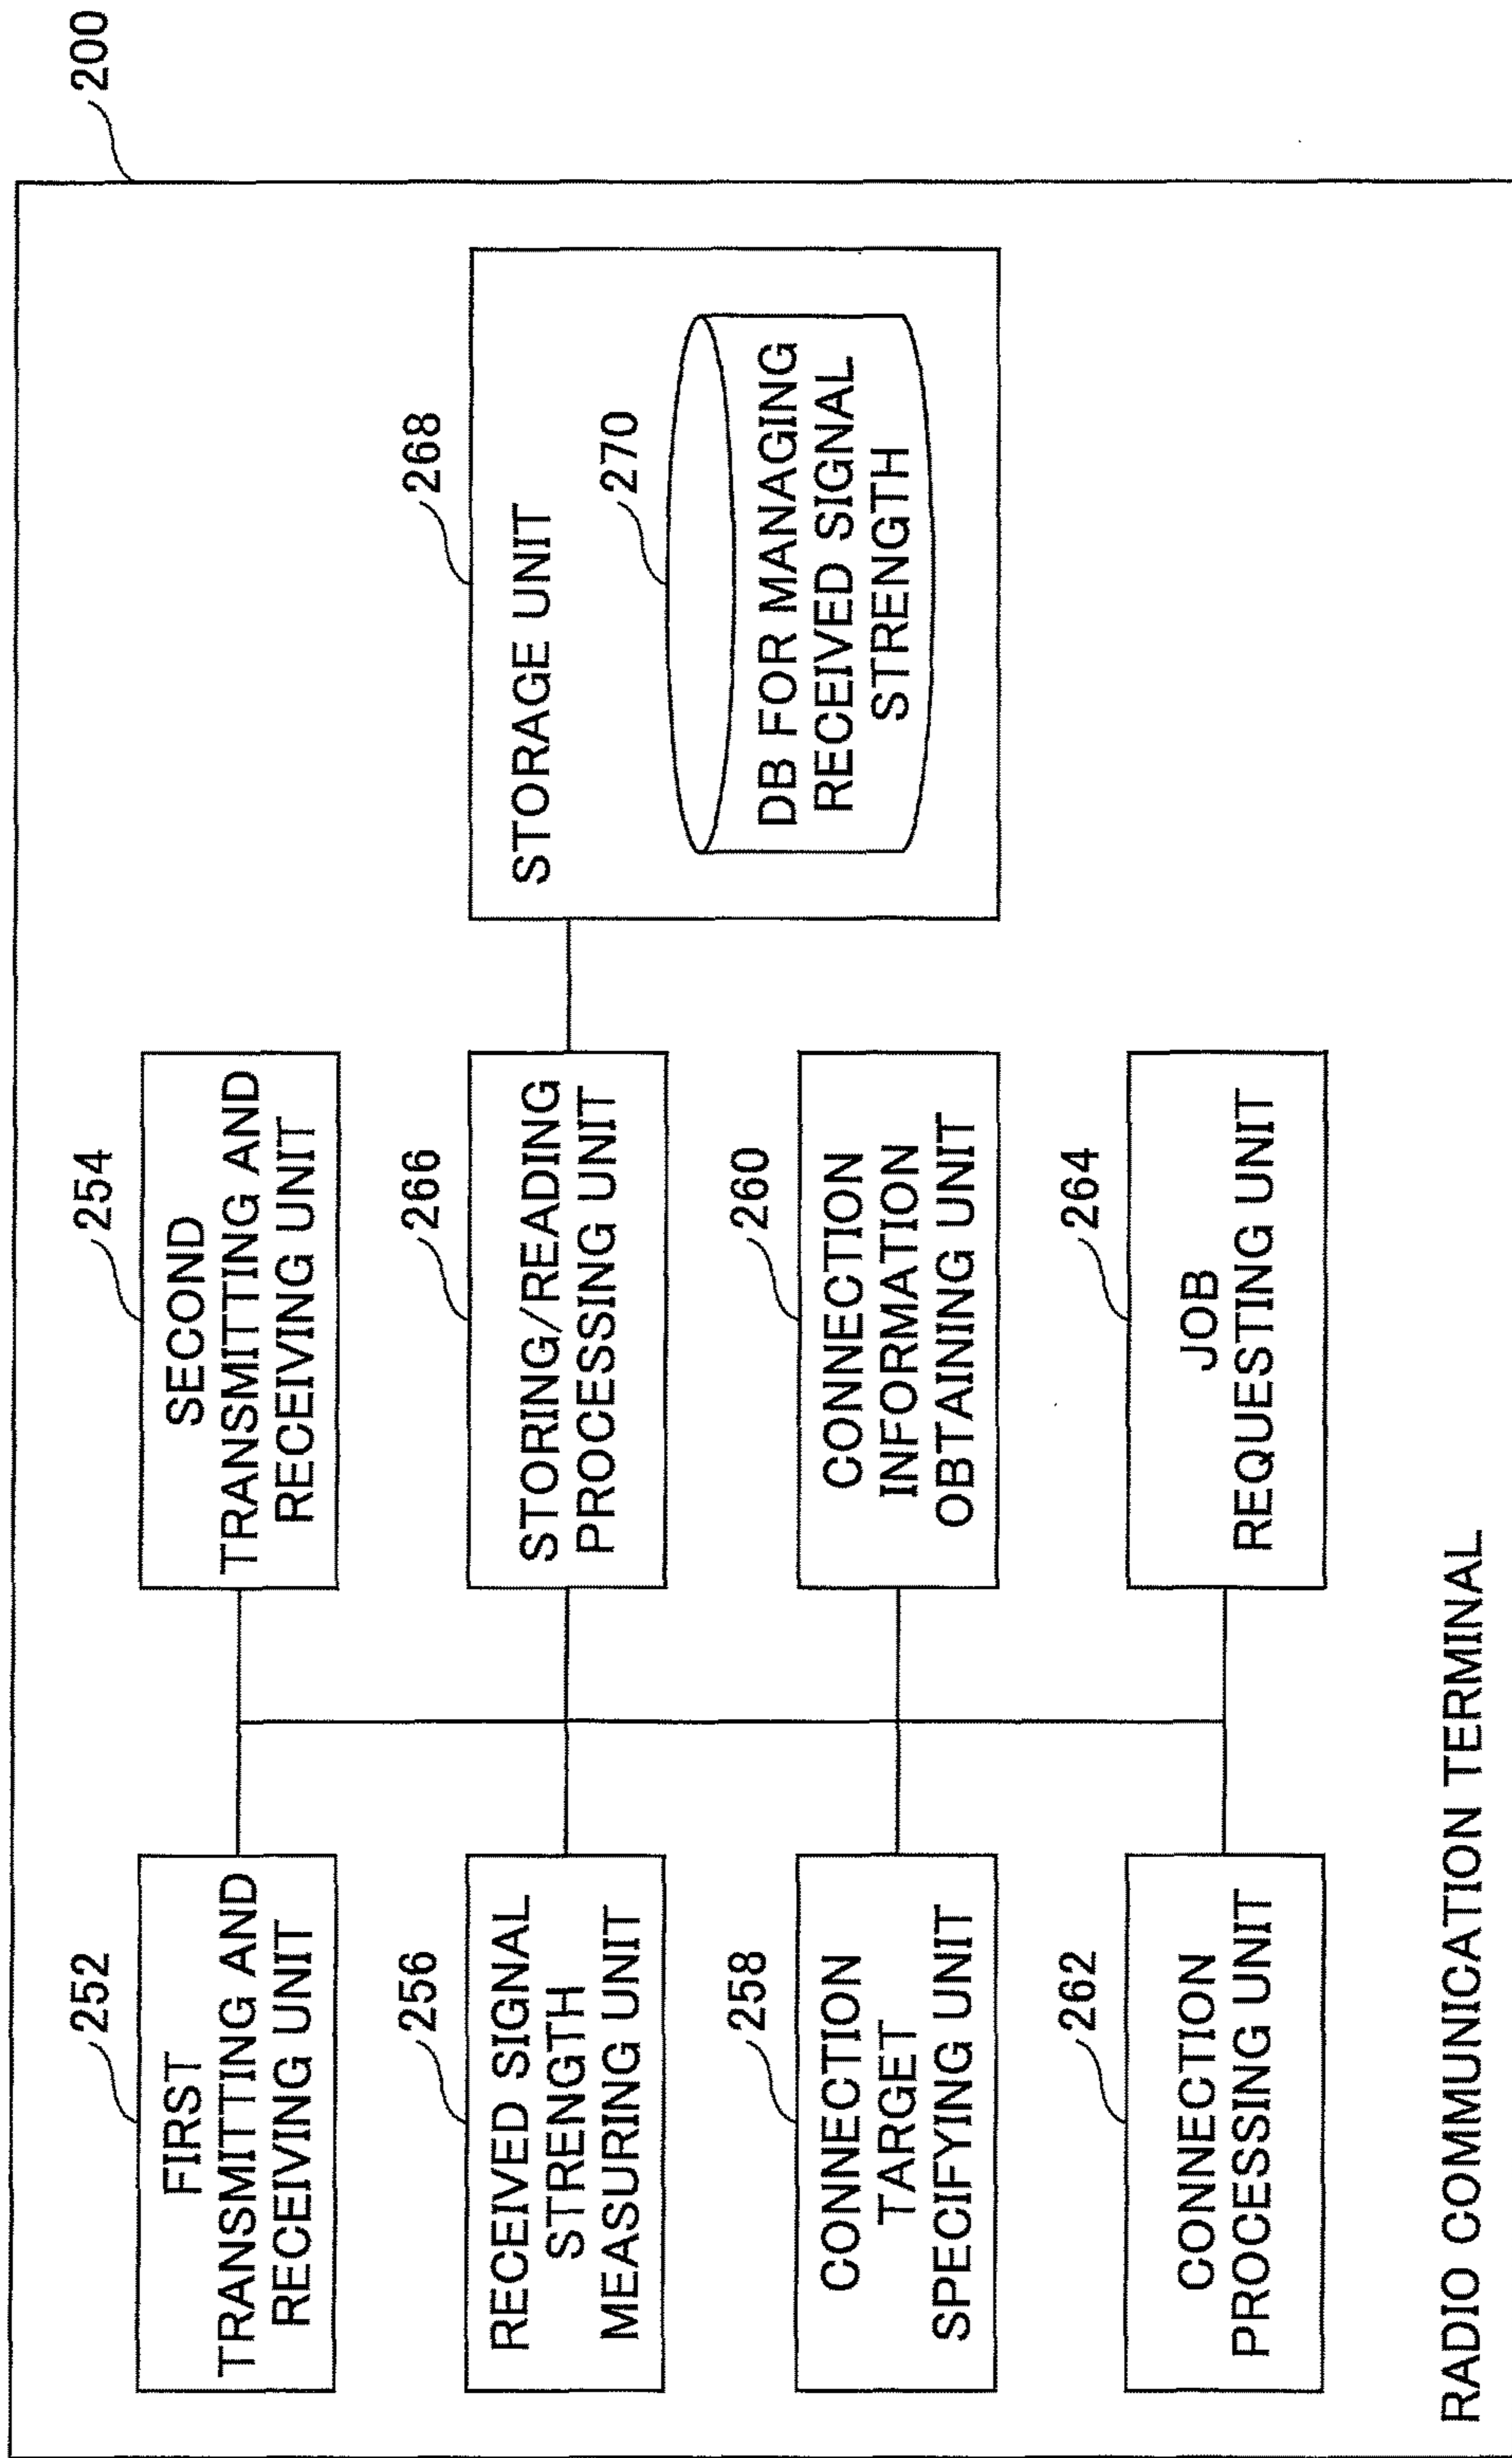 200
252
FIRST
TRANSMITTING AND
RECEIVING UNIT
254
SECOND
TRANSMITTING AND
RECEIVING UNIT
256
RECEIVED SIGNAL
STRENGTH
MEASURING UNIT
266
STORING/READING
PROCESSING UNIT
268
STORAGE UNIT
270
DB FOR MANAGING
RECEIVED SIGNAL
STRENGTH
258
CONNECTION
TARGET
SPECIFYING UNIT
260
CONNECTION
INFORMATION
OBTAINING UNIT
262
CONNECTION
PROCESSING UNIT
264
JOB
REQUESTING UNIT
RADIO COMMUNICATION TERMINAL